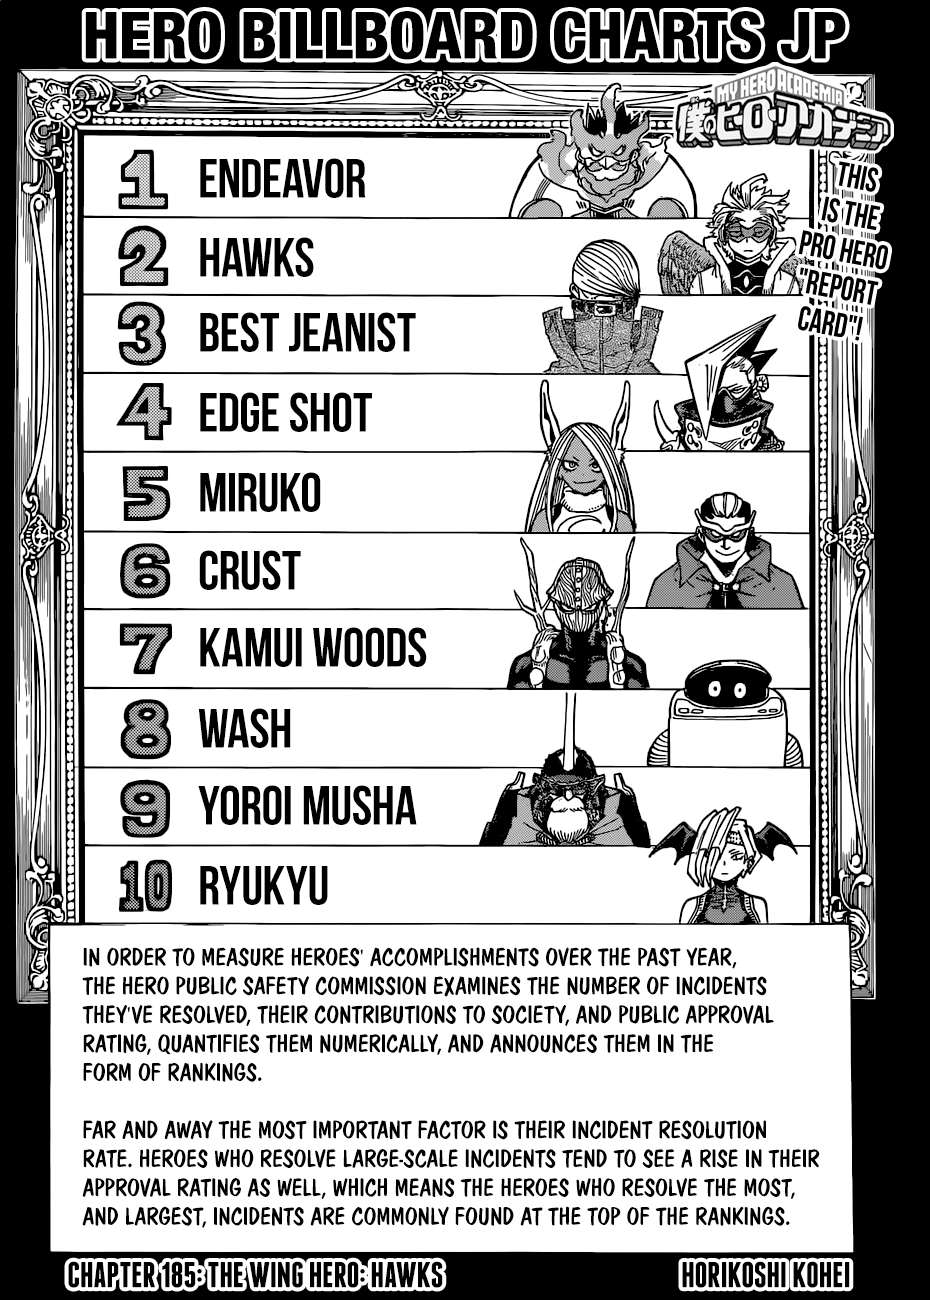 HERO BILLBOARD CHARTS JP
MY HERO ACADEMIA
僕のヒーローアカデミア
THIS
IS THE
PRO HERO
"REPORT
CARD"!
1 ENDEAVOR
2 HAWKS
3 BEST JEANIST
4 EDGE SHOT
5 MIRUKO
6 CRUST
7 KAMUI WOODS
8 WASH
9 YOROI MUSHA
10 RYUKYU
IN ORDER TO MEASURE HEROES' ACCOMPLISHMENTS OVER THE PAST YEAR,
THE HERO PUBLIC SAFETY COMMISSION EXAMINES THE NUMBER OF INCIDENTS
THEY'VE RESOLVED, THEIR CONTRIBUTIONS TO SOCIETY, AND PUBLIC APPROVAL
RATING, QUANTIFIES THEM NUMERICALLY, AND ANNOUNCES THEM IN THE
FORM OF RANKINGS.
FAR AND AWAY THE MOST IMPORTANT FACTOR IS THEIR INCIDENT RESOLUTION
RATE. HEROES WHO RESOLVE LARGE-SCALE INCIDENTS TEND TO SEE A RISE IN THEIR
APPROVAL RATING AS WELL, WHICH MEANS THE HEROES WHO RESOLVE THE MOST,
AND LARGEST, INCIDENTS ARE COMMONLY FOUND AT THE TOP OF THE RANKINGS.
CHAPTER 185: THE WING HERO: HAWKS
HORIKOSHI KOHEI